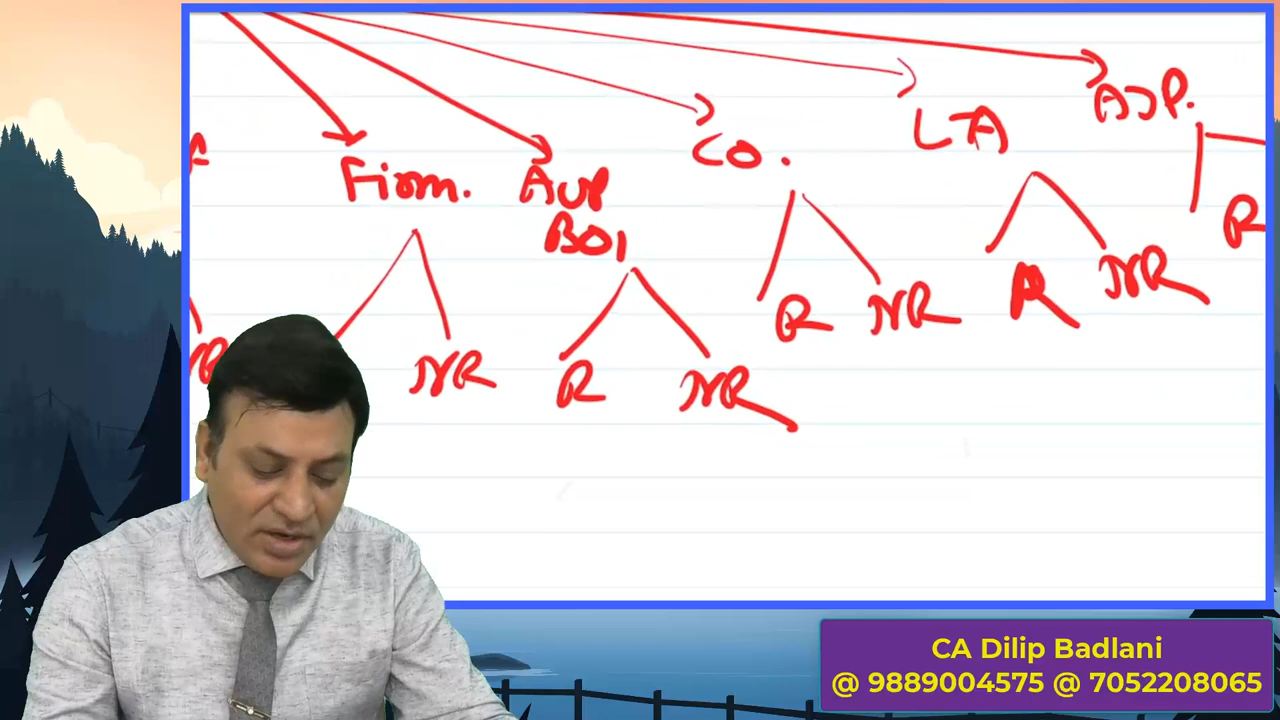 AJP.
LA
Co.
Firm.
AOP
BOI
R
R NR
R NR
NR
R NR
CA Dilip Badlani
@ 9889004575 @ 7052208065